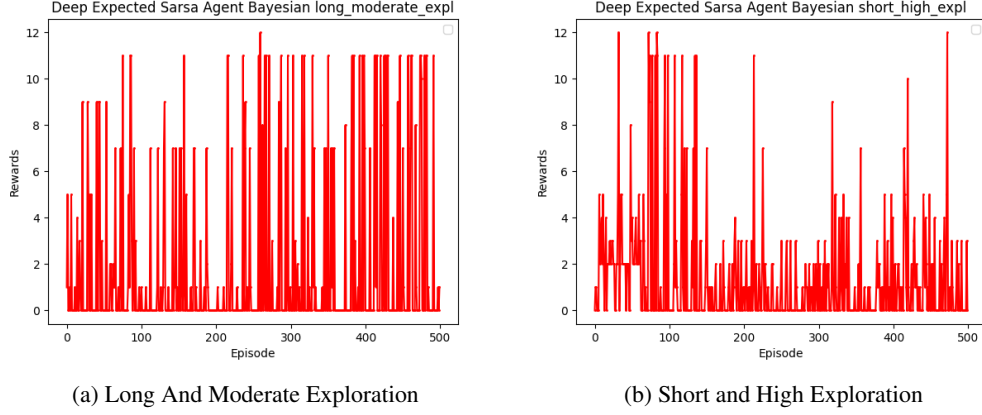 Deep Expected Sarsa Agent Bayesian long_moderate_expl
12
10
8
6
4
2
0
Rewards
0 100 200 300 400 500
Episode
(a) Long And Moderate Exploration
Deep Expected Sarsa Agent Bayesian short_high_expl
12
10
8
6
4
2
0
Rewards
0 100 200 300 400 500
Episode
(b) Short and High Exploration